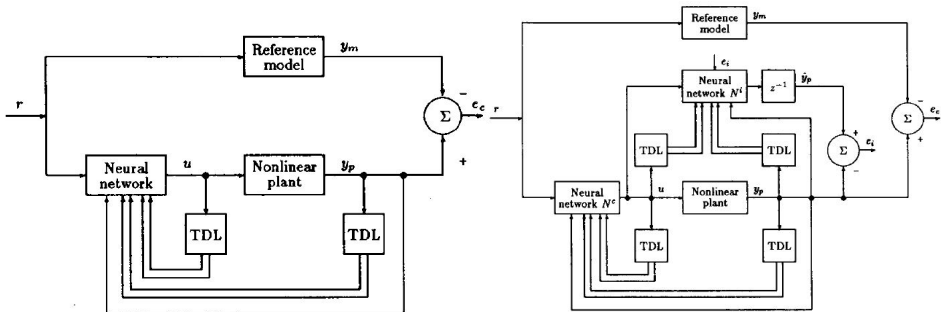 Reference
model
y_m
r
−
Σ
e_c
+
Neural
network
u
Nonlinear
plant
y_p
TDL
TDL
Reference
model
y_m
e_i
Neural
network N^i
z^{-1}
ŷ_p
r
−
Σ
e_c
+
TDL
TDL
+
Σ
e_i
−
Neural
network N^c
u
Nonlinear
plant
y_p
TDL
TDL